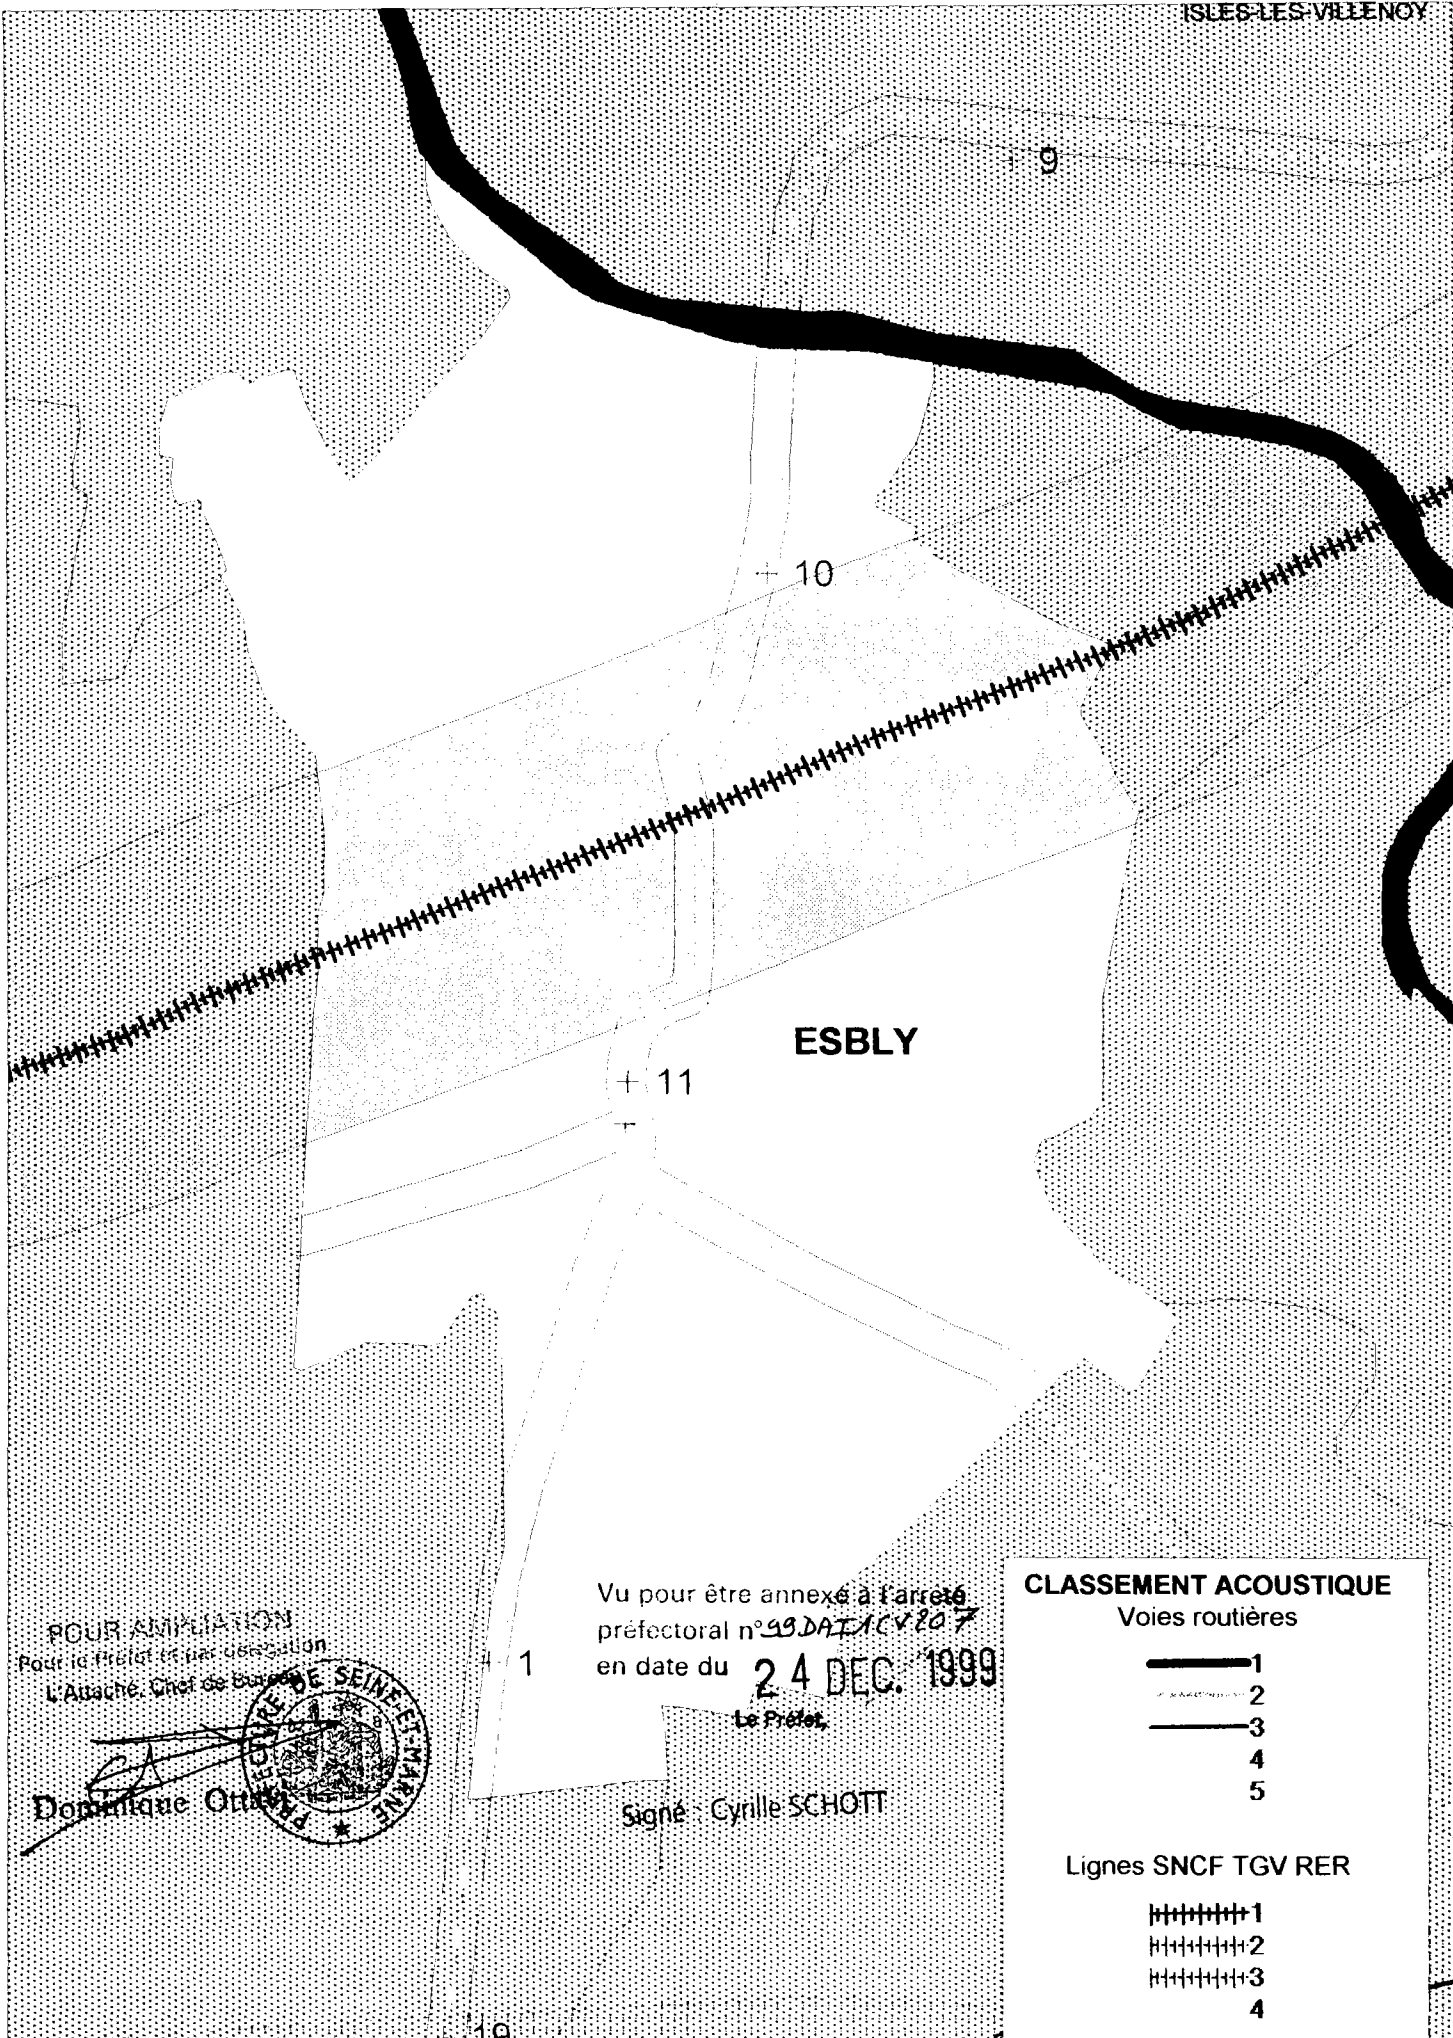 ISLES-LES-VILLENOY
9
10
ESBLY
11
Vu pour être annexé à l'arreté
préfectoral n° 99DAI1CV207
en date du 24 DEC. 1999
Le Préfet,
Signé : Cyrille SCHOTT
POUR AMPLIATION
Pour le Préfet et par délégation
L'Attaché, Chef de Bureau
PREFECTURE DE SEINE-ET-MARNE
Dominique
1
19
CLASSEMENT ACOUSTIQUE
Voies routières
1
2
3
4
5
Lignes SNCF TGV RER
1
2
3
4